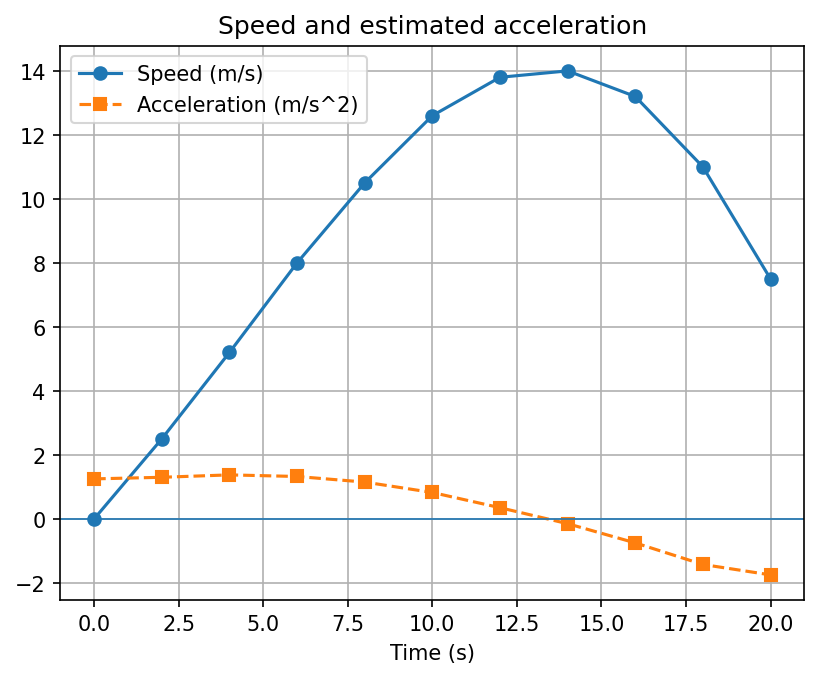 Speed and estimated acceleration
Speed (m/s)
Acceleration (m/s^2)
14
12
10
8
6
4
2
0
−2
0.0 2.5 5.0 7.5 10.0 12.5 15.0 17.5 20.0
Time (s)